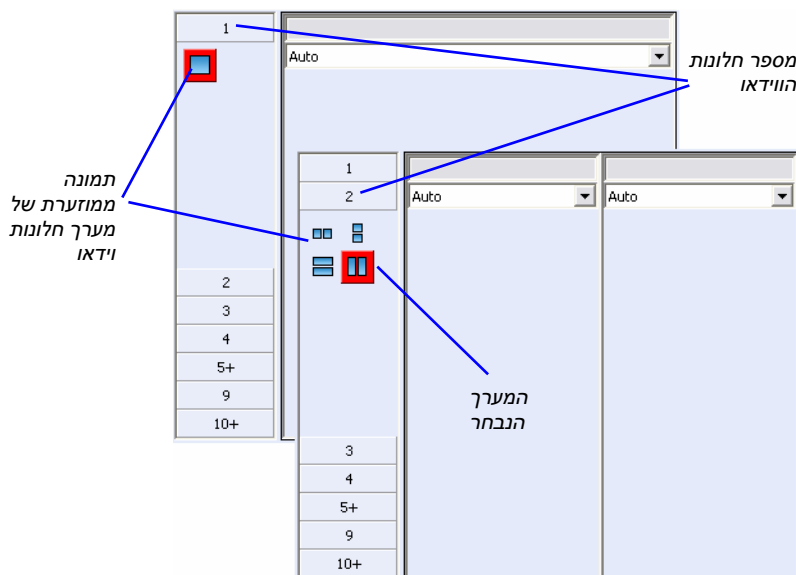 1
Auto
מספר חלונות
הווידאו
1
2
Auto
Auto
תמונה
ממוזערת של
מערך חלונות
וידאו
2
3
4
5+
9
10+
המערך
הנבחר
3
4
5+
9
10+